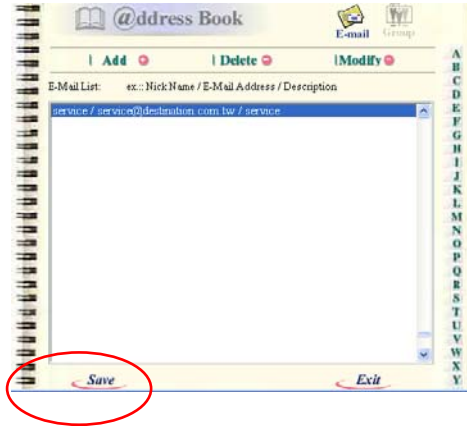 @ddress Book
E-mail
Group
Add
Delete
Modify
E-Mail List: ex.: Nick Name / E-Mail Address / Description
service / service@destination.com.tw / service
A
B
C
D
E
F
G
H
I
J
K
L
M
N
O
P
Q
R
S
T
U
V
W
X
Y
Save
Exit